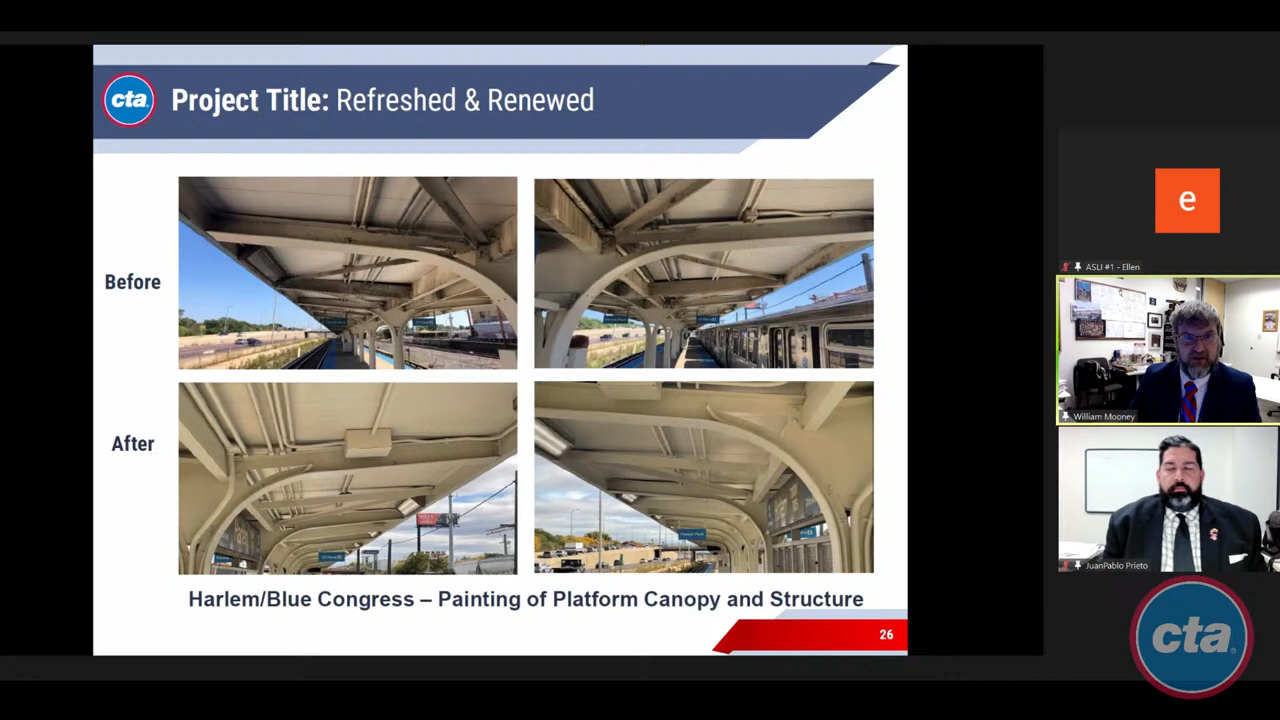 cta
Project Title: Refreshed & Renewed
Before
After
Harlem/Blue Congress – Painting of Platform Canopy and Structure
26
e
ASLI #1 - Ellen
William Mooney
JuanPablo Prieto
cta